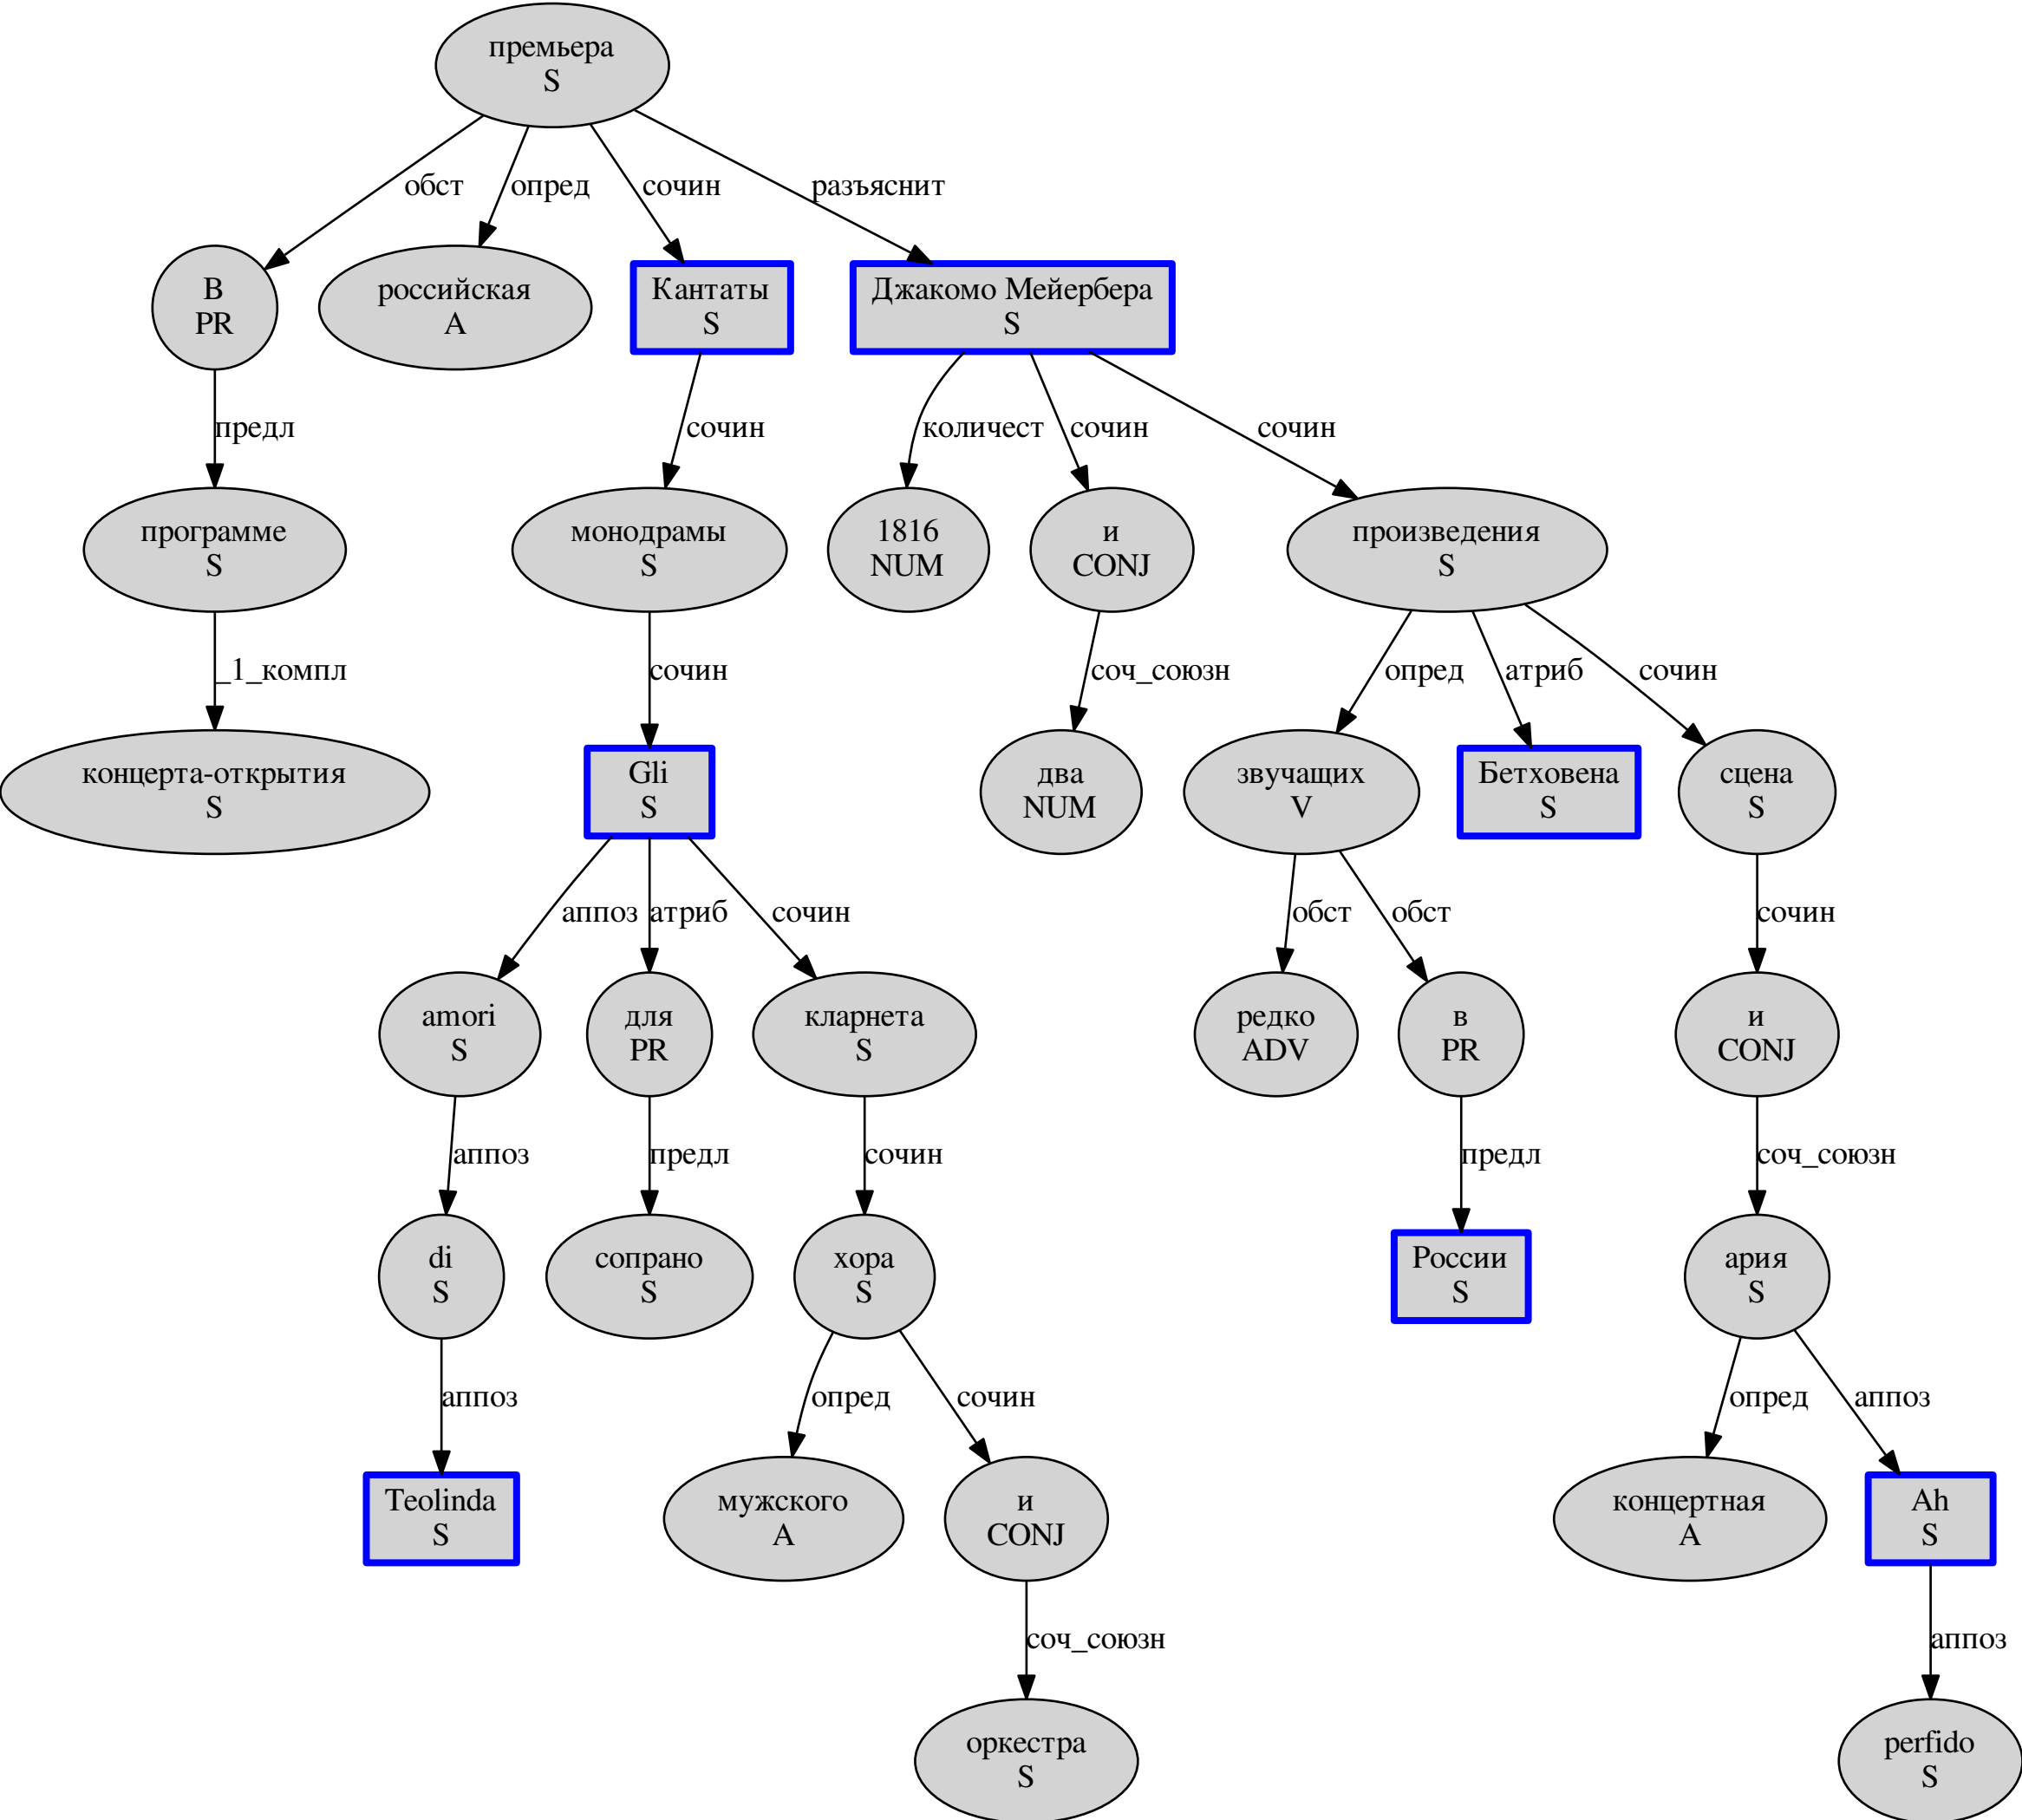 премьера
S
обст
опред
сочин
разъяснит
В
PR
российская
A
Кантаты
S
Джакомо Мейербера
S
предл
сочин
количест
сочин
сочин
программе
S
монодрамы
S
1816
NUM
и
CONJ
произведения
S
_1_компл
сочин
соч_союзн
опред
атриб
сочин
концерта-открытия
S
Gli
S
два
NUM
звучащих
V
Бетховена
S
сцена
S
аппоз
атриб
сочин
обст
обст
сочин
amori
S
для
PR
кларнета
S
редко
ADV
в
PR
и
CONJ
аппоз
предл
сочин
предл
соч_союзн
di
S
сопрано
S
хора
S
России
S
ария
S
аппоз
опред
сочин
опред
аппоз
Teolinda
S
мужского
A
и
CONJ
концертная
A
Ah
S
соч_союзн
аппоз
оркестра
S
perfido
S